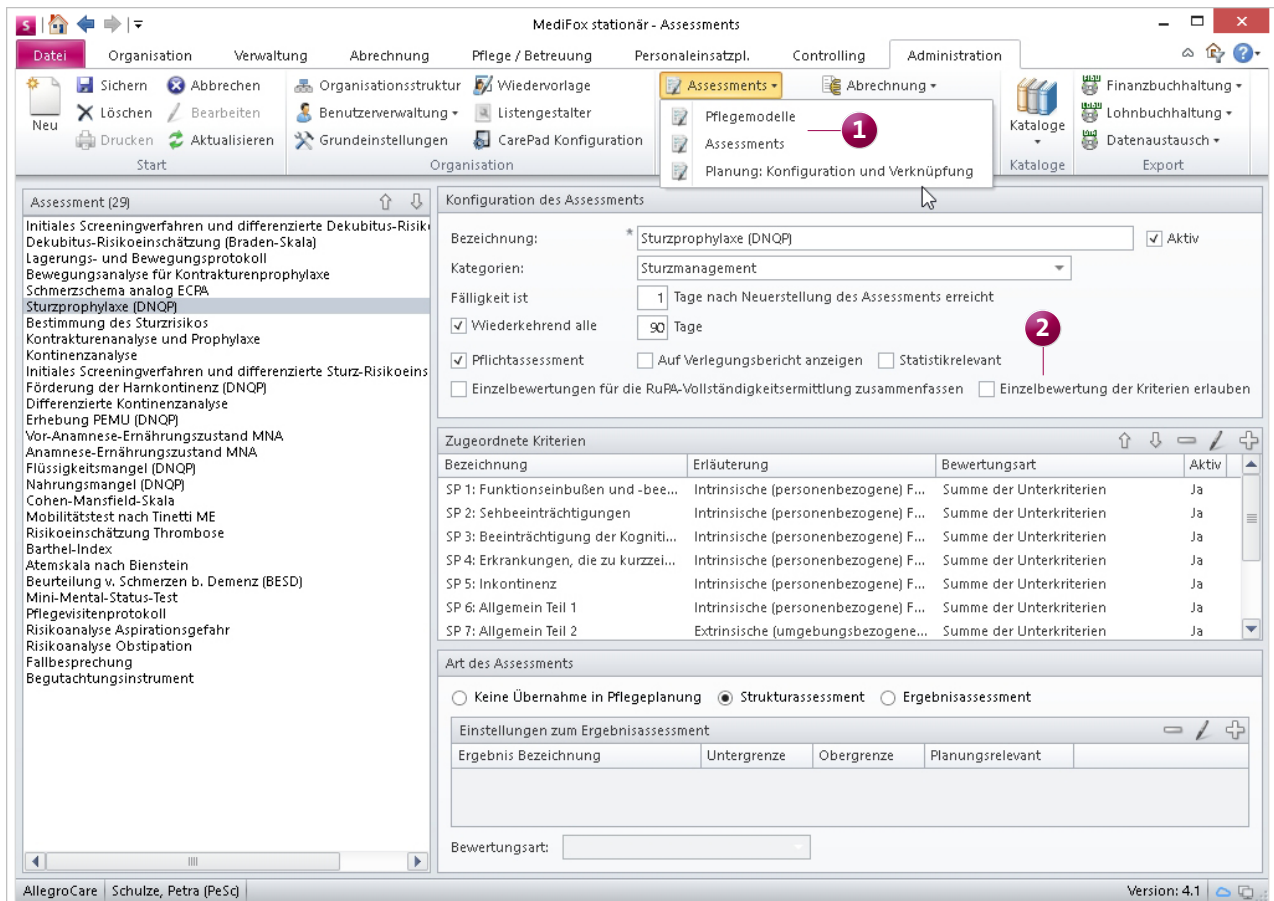 S
MediFox stationär - Assessments
Datei Organisation Verwaltung Abrechnung Pflege / Betreuung Personaleinsatzpl. Controlling Administration
Neu
Sichern Abbrechen
Löschen Bearbeiten
Drucken Aktualisieren
Start
Organisationsstruktur Wiedervorlage
Benutzerverwaltung Listengestalter
Grundeinstellungen CarePad Konfiguration
Organisation
Assessments Abrechnung
Pflegemodelle
1
Assessments
Planung: Konfiguration und Verknüpfung
Kataloge
Kataloge
Finanzbuchhaltung
Lohnbuchhaltung
Datenaustausch
Export
Assessment (29)
Initiales Screeningverfahren und differenzierte Dekubitus-Risik
Dekubitus-Risikoeinschätzung (Braden-Skala)
Lagerungs- und Bewegungsprotokoll
Bewegungsanalyse für Kontrakturenprophylaxe
Schmerzschema analog ECPA
Sturzprophylaxe (DNQP)
Bestimmung des Sturzrisikos
Kontrakturenanalyse und Prophylaxe
Kontinenzanalyse
Initiales Screeningverfahren und differenzierte Sturz-Risikoeins
Förderung der Harnkontinenz (DNQP)
Differenzierte Kontinenzanalyse
Erhebung PEMU (DNQP)
Vor-Anamnese-Ernährungszustand MNA
Anamnese-Ernährungszustand MNA
Flüssigkeitsmangel (DNQP)
Nahrungsmangel (DNQP)
Cohen-Mansfield-Skala
Mobilitätstest nach Tinetti ME
Risikoeinschätzung Thrombose
Barthel-Index
Atemskala nach Bienstein
Beurteilung v. Schmerzen b. Demenz (BESD)
Mini-Mental-Status-Test
Pflegevisitenprotokoll
Risikoanalyse Aspirationsgefahr
Risikoanalyse Obstipation
Fallbesprechung
Begutachtungsinstrument
Konfiguration des Assessments
Bezeichnung: * Sturzprophylaxe (DNQP) Aktiv
Kategorien: Sturzmanagement
Fälligkeit ist 1 Tage nach Neuerstellung des Assessments erreicht
Wiederkehrend alle 90 Tage
2
Pflichtassessment Auf Verlegungsbericht anzeigen Statistikrelevant
Einzelbewertungen für die RuPA-Vollständigkeitsermittlung zusammenfassen Einzelbewertung der Kriterien erlauben
Zugeordnete Kriterien
Bezeichnung Erläuterung Bewertungsart Aktiv
SP 1: Funktionseinbußen und -bee... Intrinsische (personenbezogene) F... Summe der Unterkriterien Ja
SP 2: Sehbeeinträchtigungen Intrinsische (personenbezogene) F... Summe der Unterkriterien Ja
SP 3: Beeinträchtigung der Kogniti... Intrinsische (personenbezogene) F... Summe der Unterkriterien Ja
SP 4: Erkrankungen, die zu kurzzei... Intrinsische (personenbezogene) F... Summe der Unterkriterien Ja
SP 5: Inkontinenz Intrinsische (personenbezogene) F... Summe der Unterkriterien Ja
SP 6: Allgemein Teil 1 Intrinsische (personenbezogene) F... Summe der Unterkriterien Ja
SP 7: Allgemein Teil 2 Extrinsische (umgebungsbezogene... Summe der Unterkriterien Ja
Art des Assessments
Keine Übernahme in Pflegeplanung Strukturassessment Ergebnisassessment
Einstellungen zum Ergebnisassessment
Ergebnis Bezeichnung Untergrenze Obergrenze Planungsrelevant
Bewertungsart:
AllegroCare Schulze, Petra (PeSc) Version: 4.1